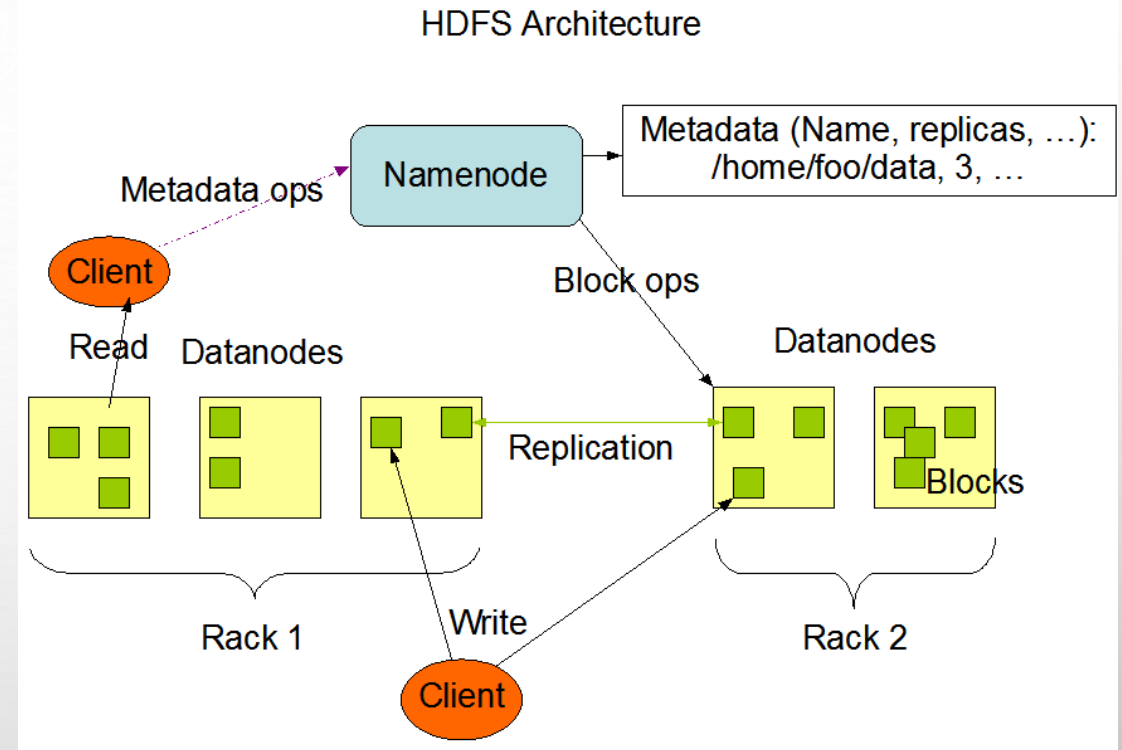 HDFS Architecture
Metadata (Name, replicas, …):
/home/foo/data, 3, …
Namenode
Metadata ops
Client
Block ops
Read
Datanodes
Datanodes
Replication
Blocks
Rack 1
Write
Rack 2
Client